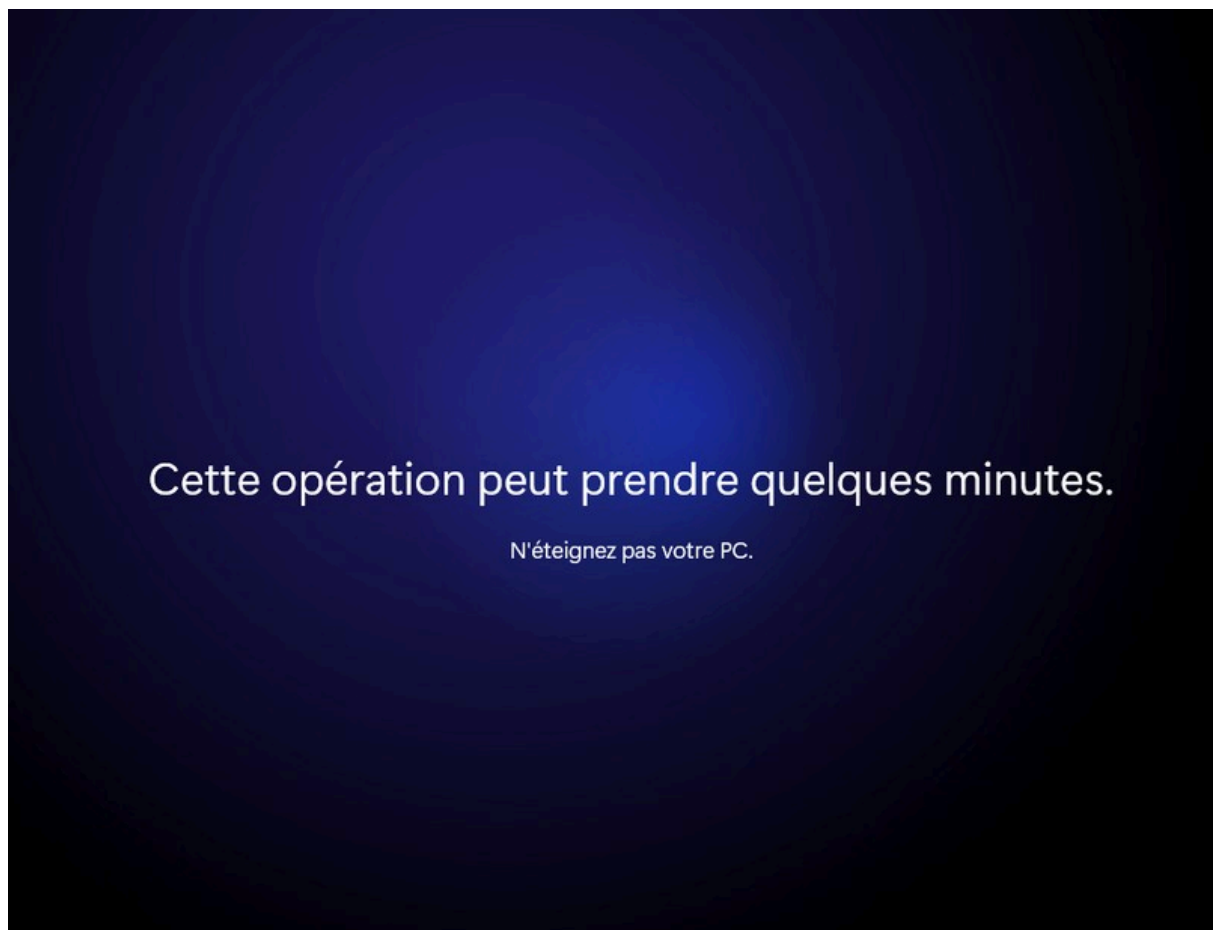 Cette opération peut prendre quelques minutes.
N'éteignez pas votre PC.